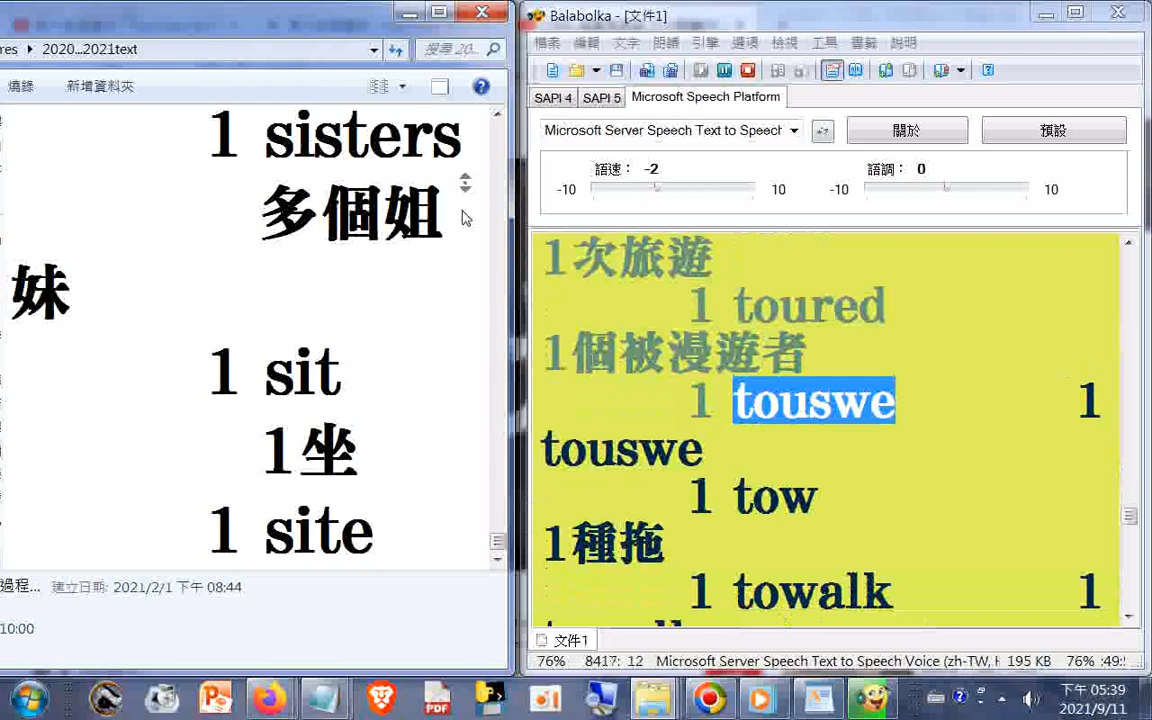 res ▸ 2020...2021text
搜尋 20...
燒錄 新增資料夾
1 sisters
多個姐
妹
1 sit
1坐
1 site
過程... 建立日期: 2021/2/1 下午 08:44
10:00
Balabolka - [文件1]
檔案 編輯 文字 朗讀 引擎 選項 檢視 工具 書籤 說明
SAPI 4 SAPI 5 Microsoft Speech Platform
Microsoft Server Speech Text to Speech
關於 預設
語速： -2 語調： 0
-10 10 -10 10
1次旅遊
1 toured
1個被漫遊者
1 touswe 1
touswe
1 tow
1種拖
1 towalk 1
文件1
76% 8417: 12 Microsoft Server Speech Text to Speech Voice (zh-TW, 195 KB 76% :49:
PDF
下午 05:39
2021/9/11